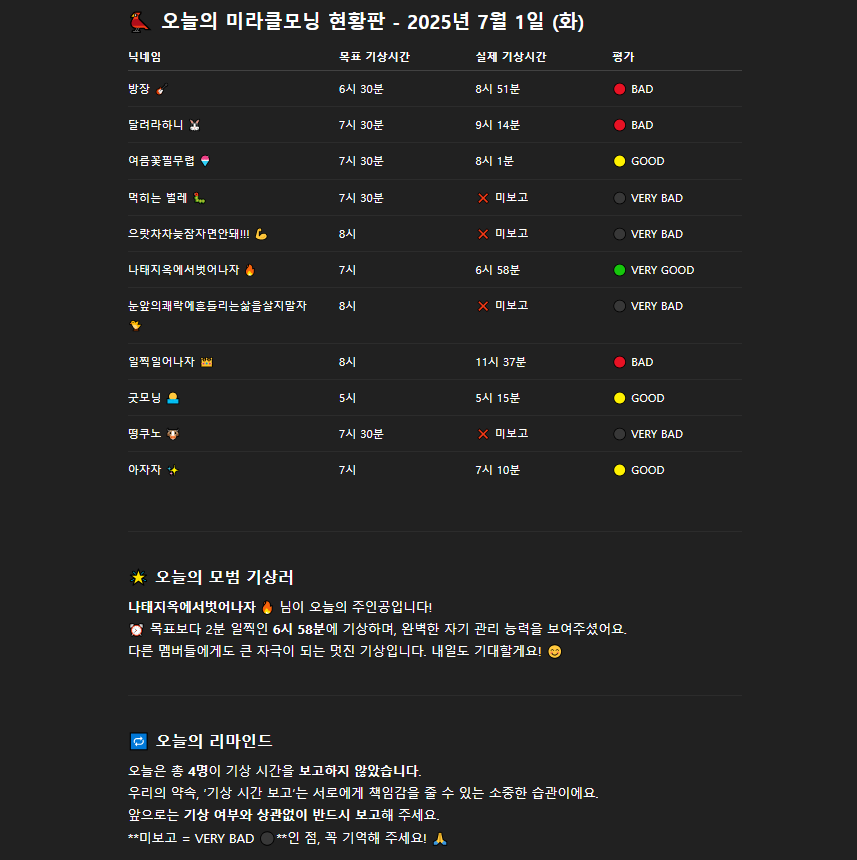 오늘의 미라클모닝 현황판 - 2025년 7월 1일 (화)
닉네임 목표 기상시간 실제 기상시간 평가
방장 🎸 6시 30분 8시 51분 🔴 BAD
달려라하니 🐰 7시 30분 9시 14분 🔴 BAD
여름꽃필무렵 🍧 7시 30분 8시 1분 🟡 GOOD
먹히는 벌레 🐛 7시 30분 ❌ 미보고 ⚫ VERY BAD
으랏차차늦잠자면안돼!!! 💪 8시 ❌ 미보고 ⚫ VERY BAD
나태지옥에서벗어나자 🔥 7시 6시 58분 🟢 VERY GOOD
눈앞의쾌락에흔들리는삶을살지말자 8시 ❌ 미보고 ⚫ VERY BAD
🐤
일찍일어나자 👑 8시 11시 37분 🔴 BAD
굿모닝 5시 5시 15분 🟡 GOOD
떵쿠노 🐮 7시 30분 ❌ 미보고 ⚫ VERY BAD
아자자 ✨ 7시 7시 10분 🟡 GOOD
🌟 오늘의 모범 기상러
나태지옥에서벗어나자 🔥 님이 오늘의 주인공입니다!
⏰ 목표보다 2분 일찍인 6시 58분에 기상하며, 완벽한 자기 관리 능력을 보여주셨어요.
다른 멤버들에게도 큰 자극이 되는 멋진 기상입니다. 내일도 기대할게요! 😊
🔁 오늘의 리마인드
오늘은 총 4명이 기상 시간을 보고하지 않았습니다.
우리의 약속, ‘기상 시간 보고’는 서로에게 책임감을 줄 수 있는 소중한 습관이에요.
앞으로는 기상 여부와 상관없이 반드시 보고해 주세요.
**미보고 = VERY BAD ⚫**인 점, 꼭 기억해 주세요! 🙏